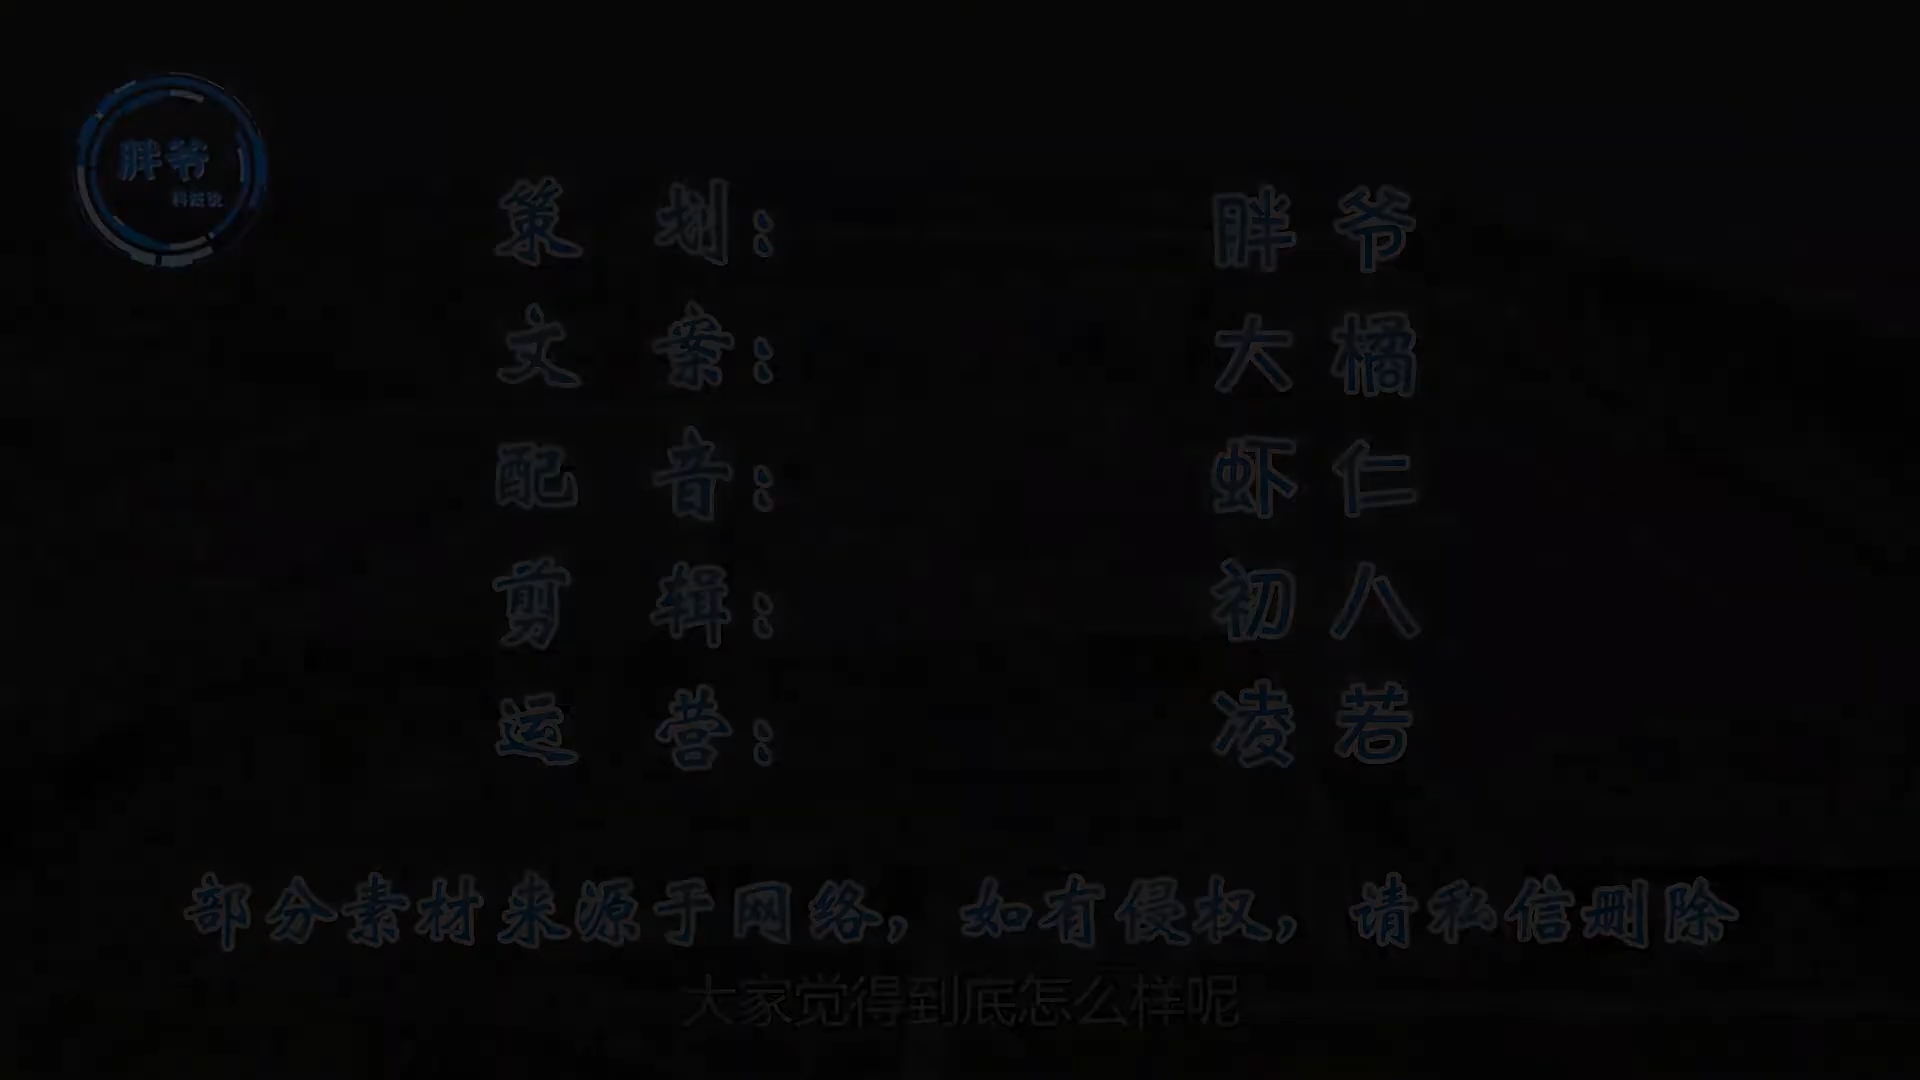 胖爷
科技说
策 划： 胖 爷
文 案： 大 橘
配 音： 虾 仁
剪 辑： 初 八
运 营： 凌 若
部分素材来源于网络，如有侵权，请私信删除
大家觉得到底怎么样呢